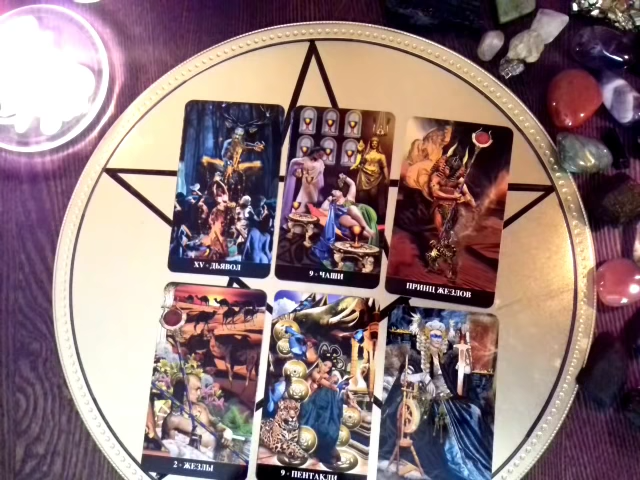 XV - ДЬЯВОЛ
9 - ЧАШИ
ПРИНЦ ЖЕЗЛОВ
2 - ЖЕЗЛЫ
9 - ПЕНТАКЛИ